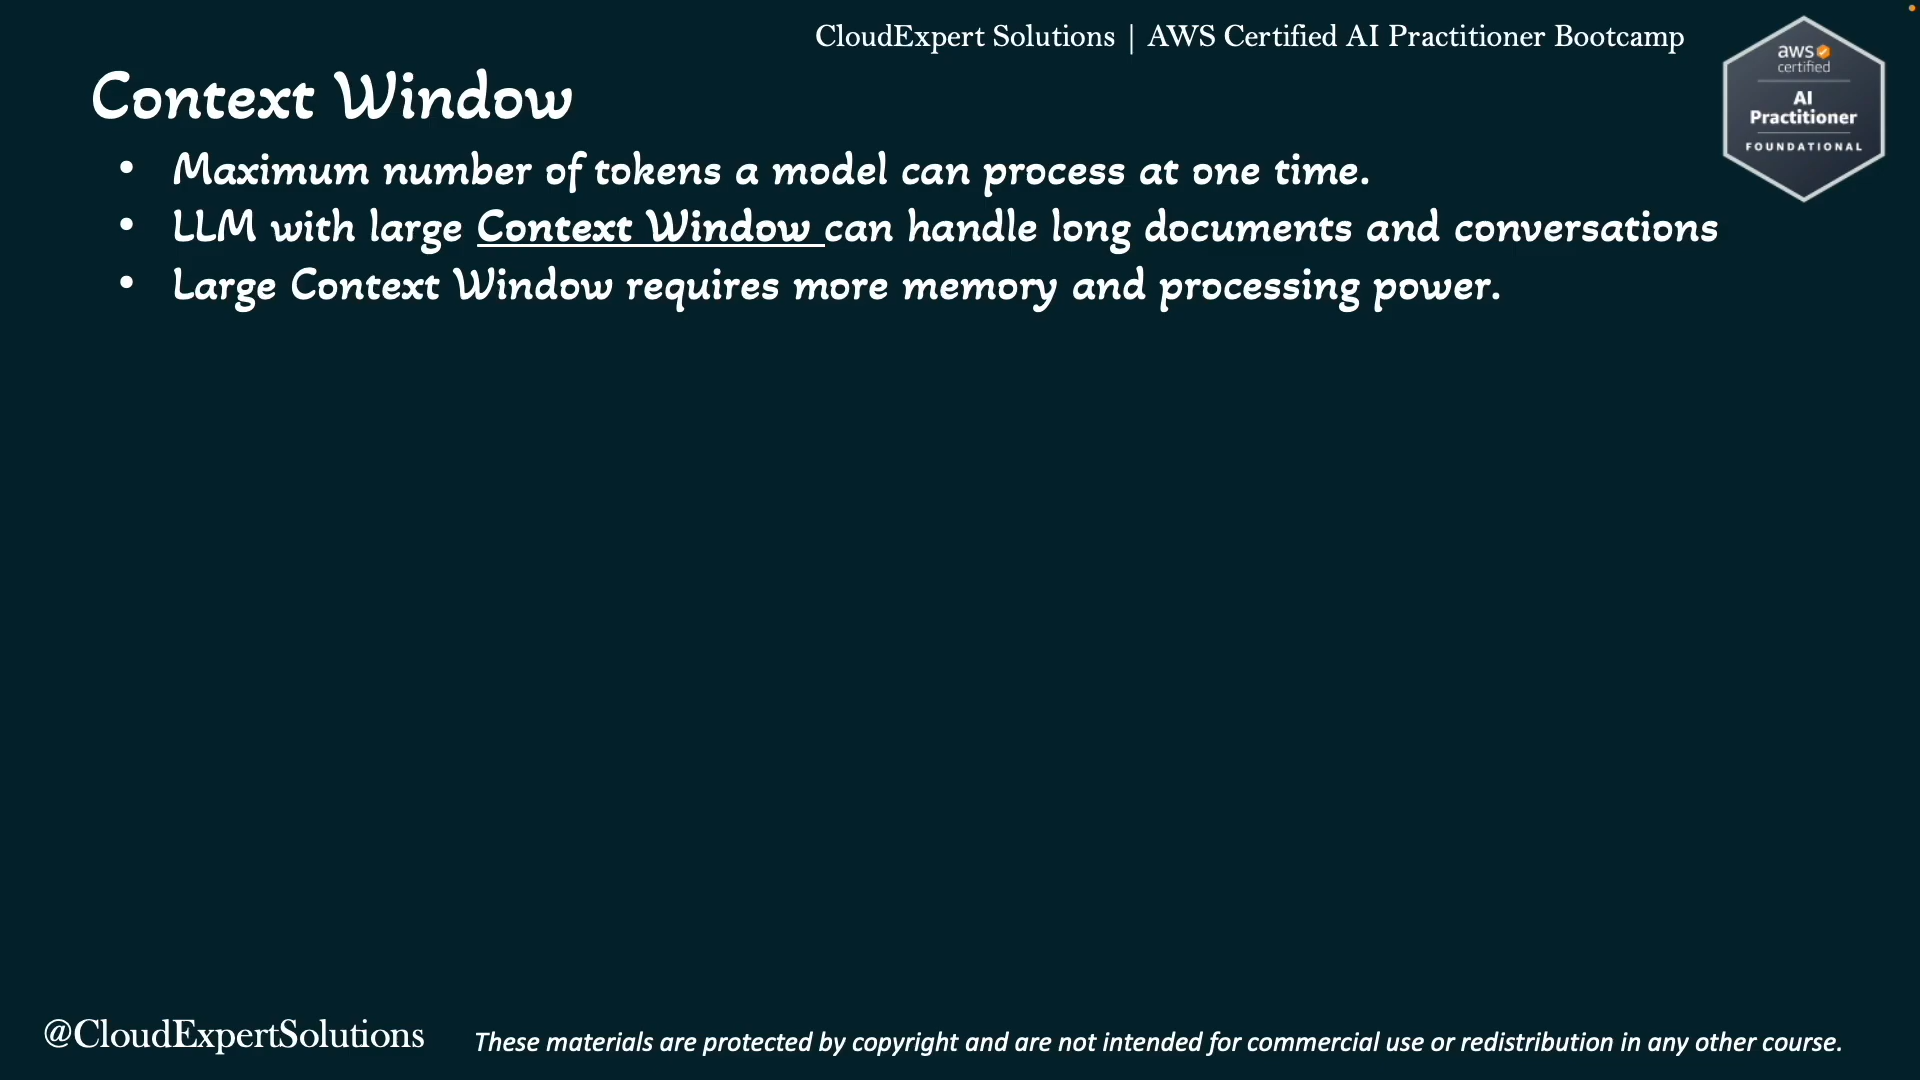 CloudExpert Solutions | AWS Certified AI Practitioner Bootcamp
aws
certified
AI
Practitioner
FOUNDATIONAL
Context Window
• Maximum number of tokens a model can process at one time.
• LLM with large Context Window can handle long documents and conversations
• Large Context Window requires more memory and processing power.
@CloudExpertSolutions
These materials are protected by copyright and are not intended for commercial use or redistribution in any other course.